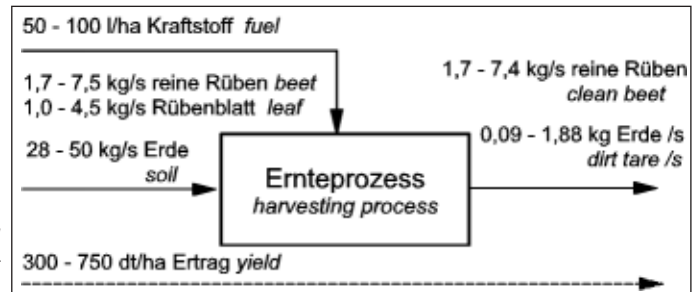 50 - 100 l/ha Kraftstoff fuel
1,7 - 7,5 kg/s reine Rüben beet
1,0 - 4,5 kg/s Rübenblatt leaf
28 - 50 kg/s Erde
soil
Ernteprozess
harvesting process
1,7 - 7,4 kg/s reine Rüben
clean beet
0,09 - 1,88 kg Erde /s
dirt tare /s
300 - 750 dt/ha Ertrag yield